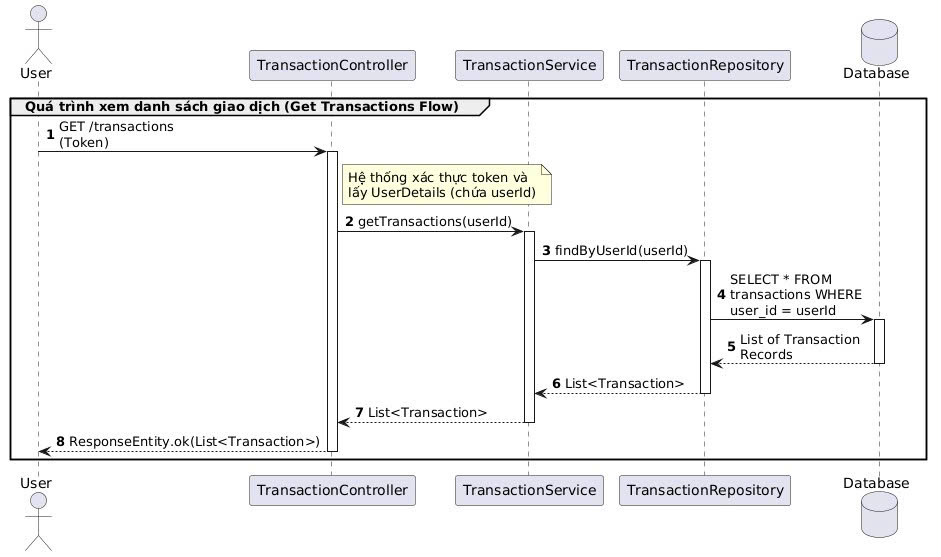 User
TransactionController
TransactionService
TransactionRepository
Database
Quá trình xem danh sách giao dịch (Get Transactions Flow)
1 GET /transactions
(Token)
Hệ thống xác thực token và
lấy UserDetails (chứa userId)
2 getTransactions(userId)
3 findByUserId(userId)
4 SELECT * FROM
transactions WHERE
user_id = userId
5 List of Transaction
Records
6 List<Transaction>
7 List<Transaction>
8 ResponseEntity.ok(List<Transaction>)
User
TransactionController
TransactionService
TransactionRepository
Database